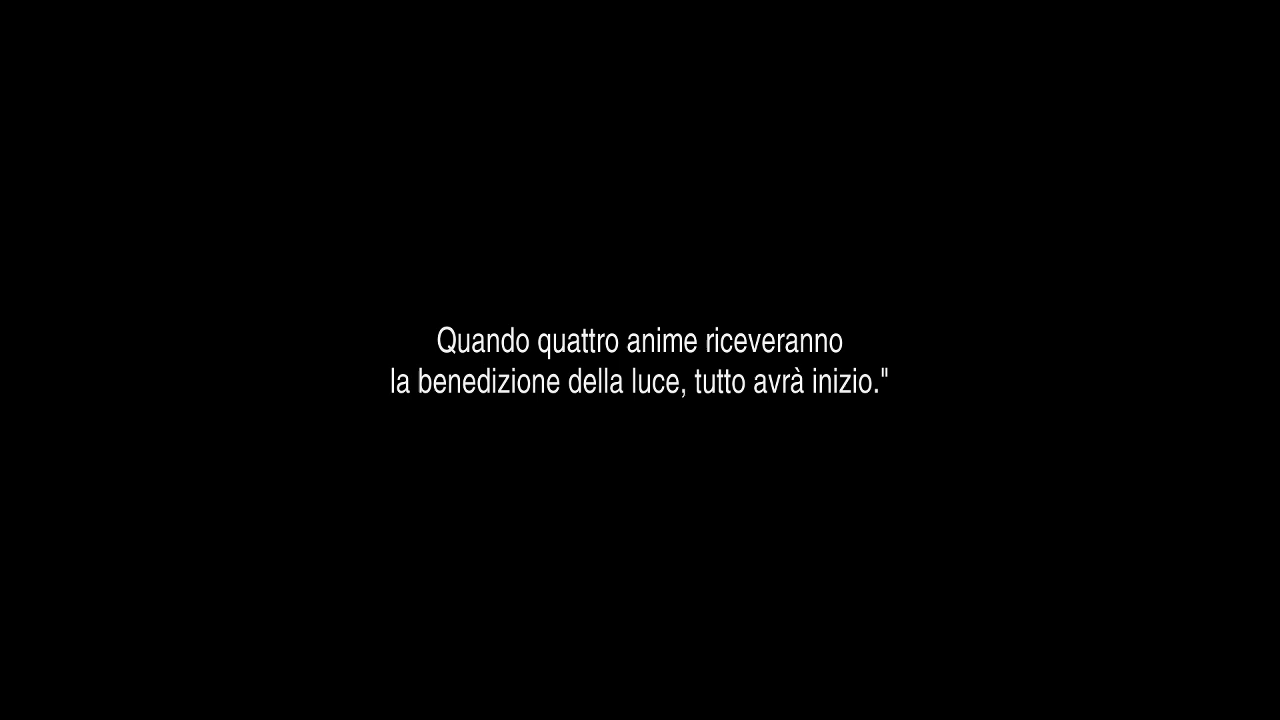 Quando quattro anime riceveranno
la benedizione della luce, tutto avrà inizio."